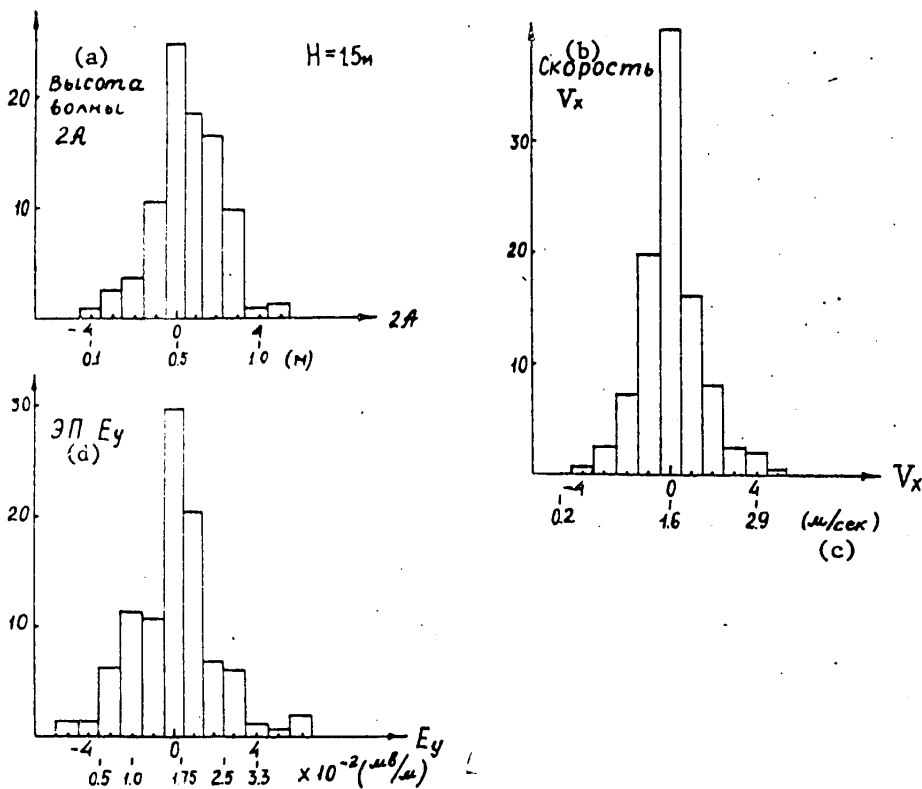 (a)
Высота
волны
2А
H=1.5м
20
10
-4 0 4 2А
0.1 0.5 1.0 (м)
(b)
Скорость
Vx
30
20
10
-4 0 4 Vx
0.2 1.6 2.9 (м/сек)
(c)
30
ЭП Ey
(d)
20
10
-4 0 4 Ey
0.5 1.0 1.75 2.5 3.3 ×10⁻² (мв/м)